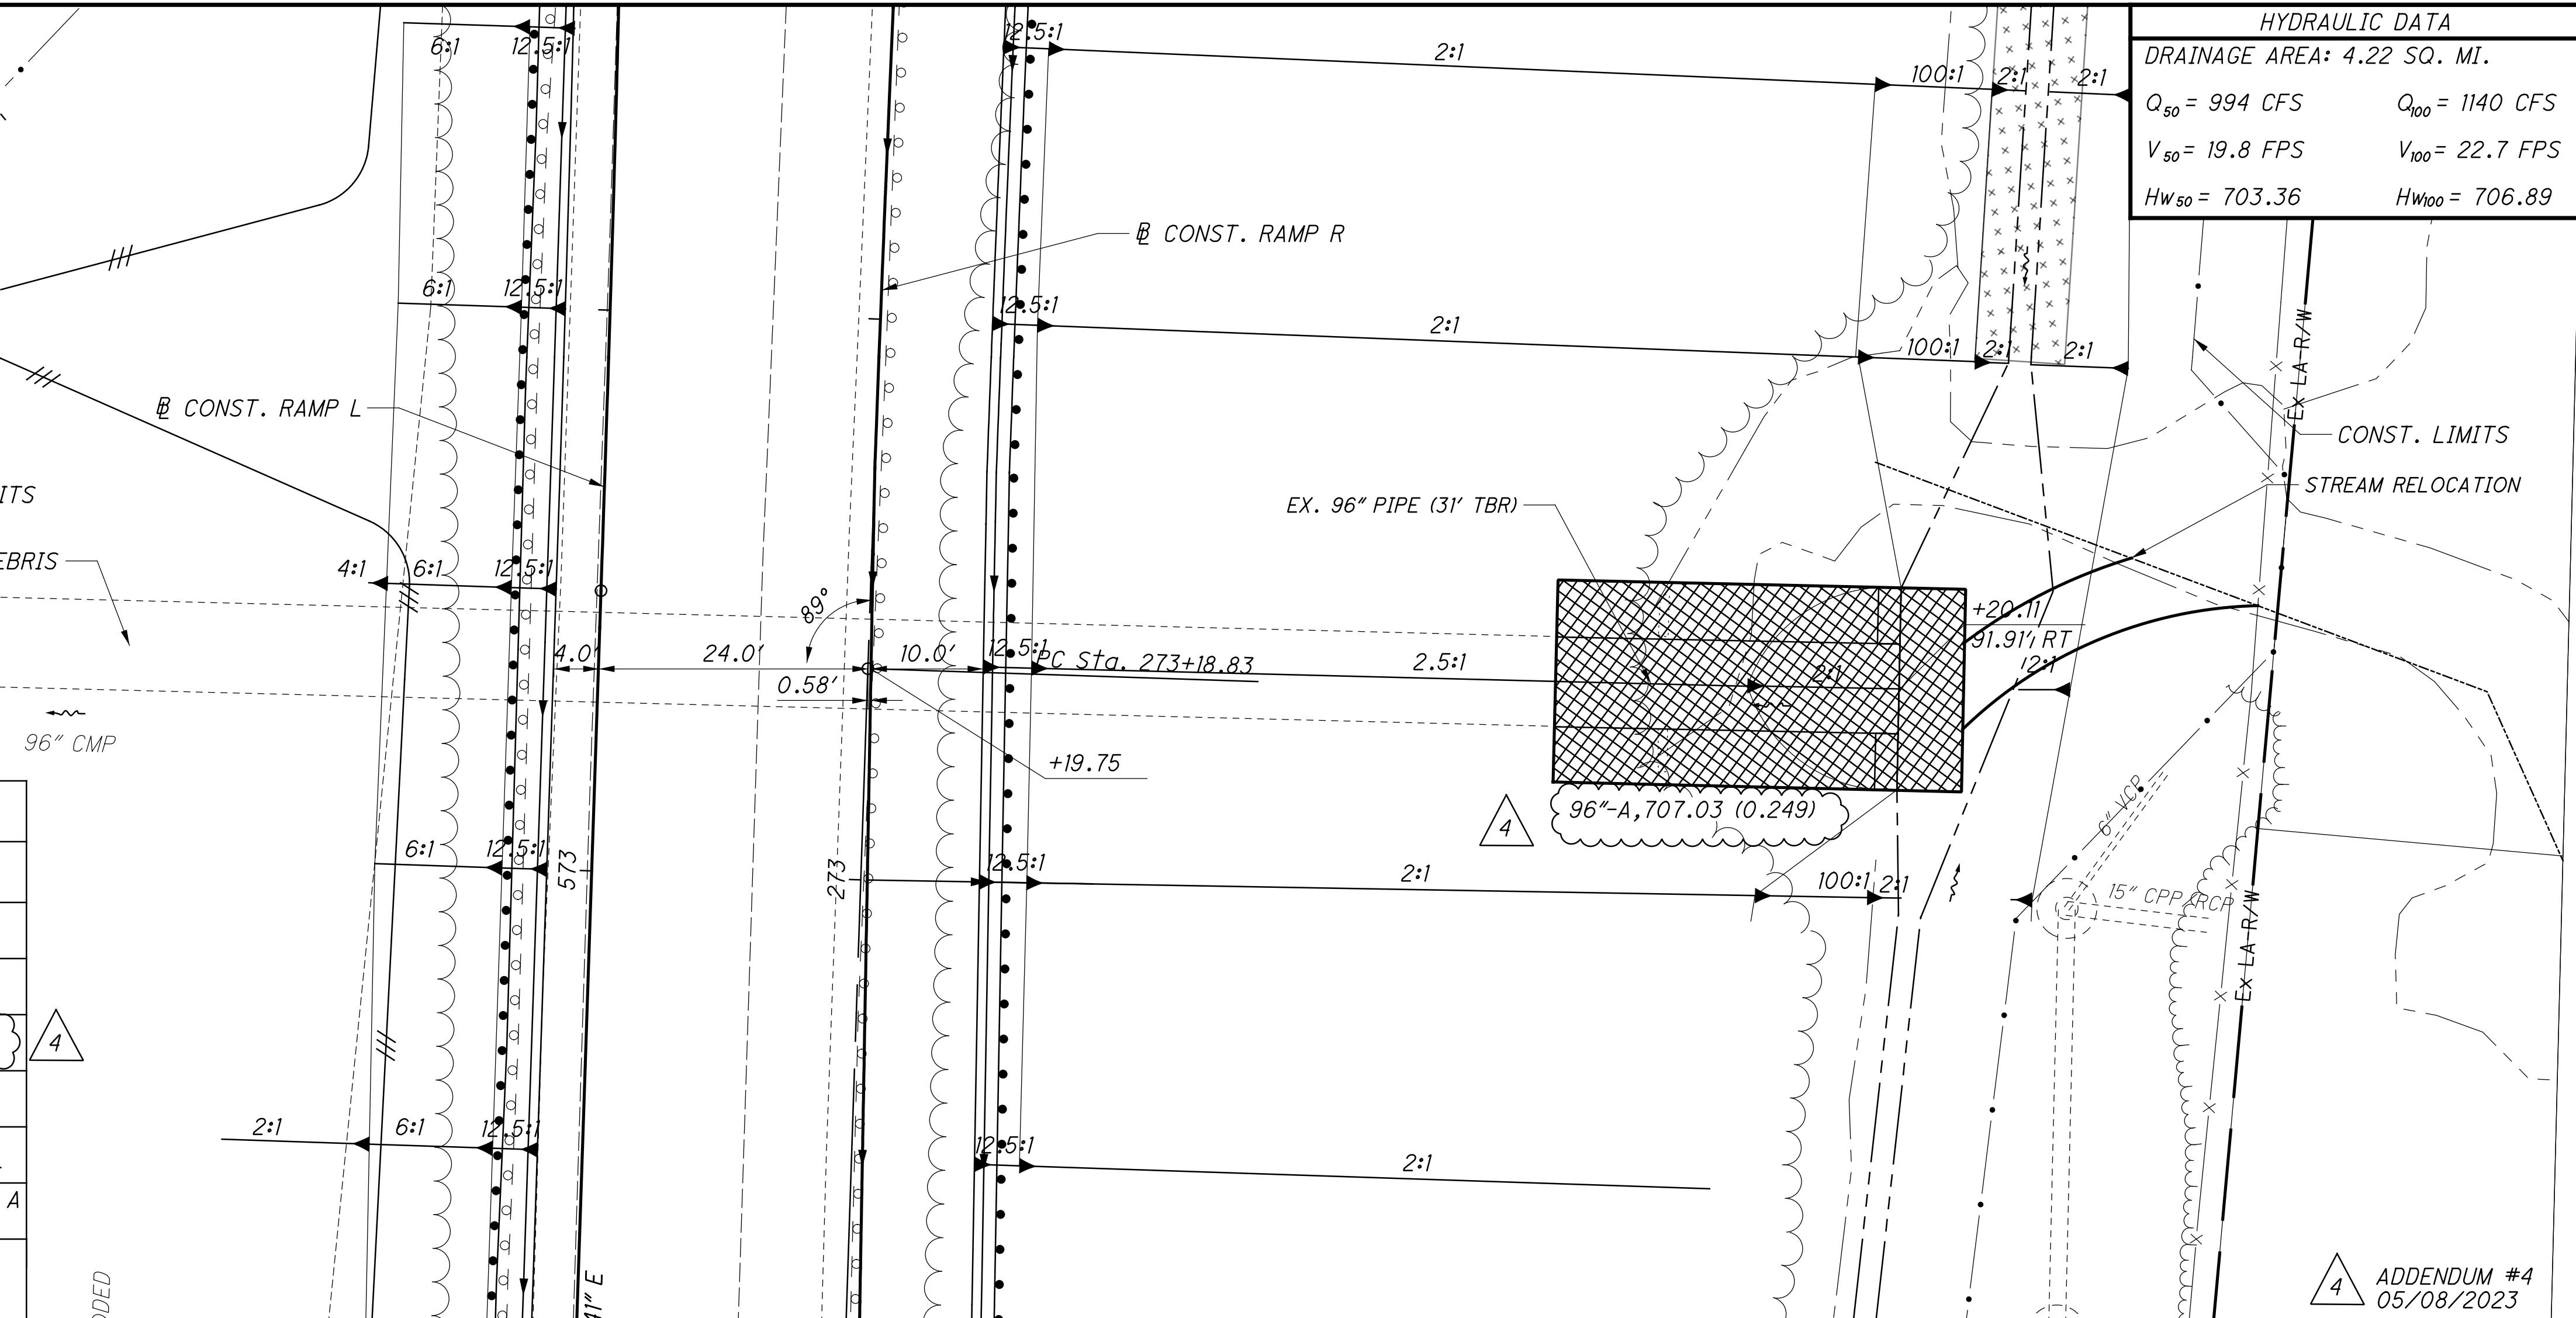 HYDRAULIC DATA
DRAINAGE AREA: 4.22 SQ. MI.
Q50 = 994 CFS Q100 = 1140 CFS
V50 = 19.8 FPS V100 = 22.7 FPS
Hw50 = 703.36 Hw100 = 706.89
6:1 12.5:1 12.5:1 2:1 100:1 2:1 2:1
℄ CONST. RAMP R
6:1 12.5:1 12.5:1 2:1 100:1 2:1 2:1
Ex LA R/W
℄ CONST. RAMP L
CONST. LIMITS
STREAM RELOCATION
ITS
EX. 96" PIPE (31' TBR)
EBRIS
4:1 6:1 12.5:1
89°
+20.11
91.91', RT
4.0' 24.0' 10.0' 12.5:1 PC Sta. 273+18.83 2.5:1 2:1 2:1
0.58'
96" CMP
+19.75
6" VCP
4
96"-A,707.03 (0.249)
6:1 12.5:1 573 273 12.5:1 2:1 100:1 2:1
15" CPP/RCP
Ex LA R/W
4
2:1 6:1 12.5:1 12.5:1 2:1
A
DDED
41" E
4
ADDENDUM #4
05/08/2023